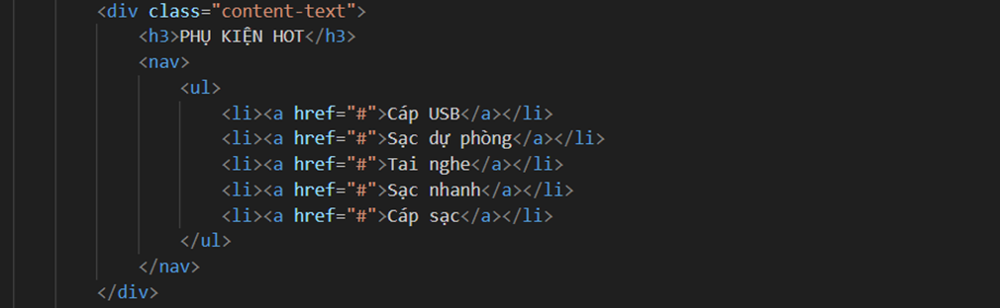 <div class="content-text">
<h3>PHỤ KIỆN HOT</h3>
<nav>
<ul>
<li><a href="#">Cáp USB</a></li>
<li><a href="#">Sạc dự phòng</a></li>
<li><a href="#">Tai nghe</a></li>
<li><a href="#">Sạc nhanh</a></li>
<li><a href="#">Cáp sạc</a></li>
</ul>
</nav>
</div>